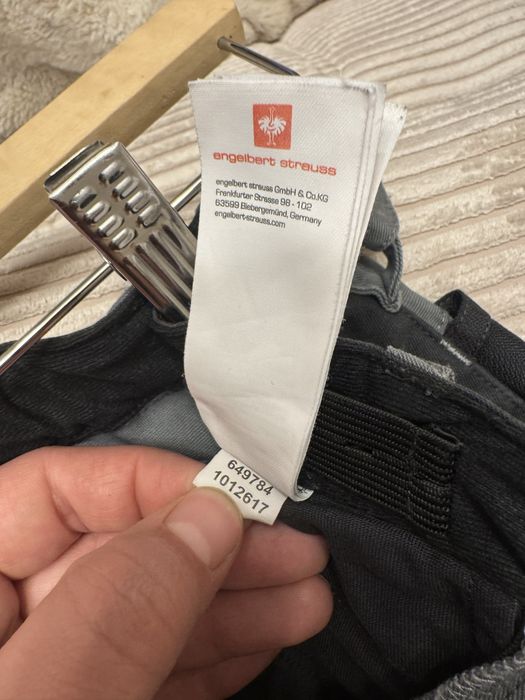 engelbert strauss
engelbert strauss GmbH & Co.KG
Frankfurter Strasse 98 - 102
63599 Biebergemünd, Germany
engelbert-strauss.com
649784
1012617